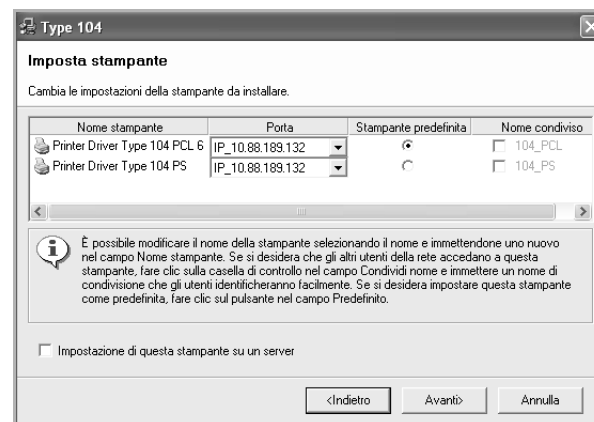 Type 104
Imposta stampante
Cambia le impostazioni della stampante da installare.
Nome stampante Porta Stampante predefinita Nome condiviso
Printer Driver Type 104 PCL 6 IP_10.88.189.132 104_PCL
Printer Driver Type 104 PS IP_10.88.189.132 104_PS
È possibile modificare il nome della stampante selezionando il nome e immettendone uno nuovo
nel campo Nome stampante. Se si desidera che gli altri utenti della rete accedano a questa
stampante, fare clic sulla casella di controllo nel campo Condividi nome e immettere un nome di
condivisione che gli utenti identificheranno facilmente. Se si desidera impostare questa stampante
come predefinita, fare clic sul pulsante nel campo Predefinito.
Impostazione di questa stampante su un server
<Indietro Avanti> Annulla